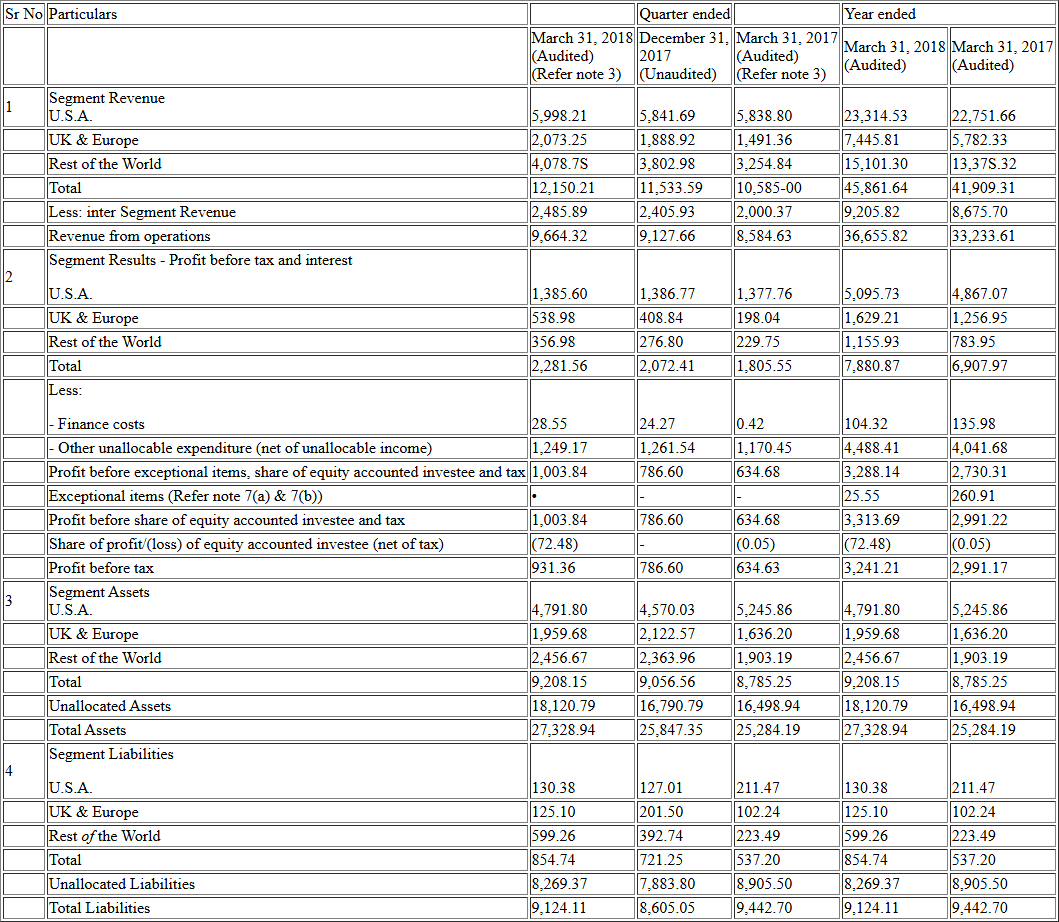 Sr No Particulars Quarter ended Year ended
March 31, 2018 (Audited) (Refer note 3) December 31, 2017 (Unaudited) March 31, 2017 (Audited) (Refer note 3) March 31, 2018 (Audited) March 31, 2017 (Audited)
1 Segment Revenue
U.S.A. 5,998.21 5,841.69 5,838.80 23,314.53 22,751.66
UK & Europe 2,073.25 1,888.92 1,491.36 7,445.81 5,782.33
Rest of the World 4,078.7S 3,802.98 3,254.84 15,101.30 13,37S.32
Total 12,150.21 11,533.59 10,585-00 45,861.64 41,909.31
Less: inter Segment Revenue 2,485.89 2,405.93 2,000.37 9,205.82 8,675.70
Revenue from operations 9,664.32 9,127.66 8,584.63 36,655.82 33,233.61
2 Segment Results - Profit before tax and interest
U.S.A. 1,385.60 1,386.77 1,377.76 5,095.73 4,867.07
UK & Europe 538.98 408.84 198.04 1,629.21 1,256.95
Rest of the World 356.98 276.80 229.75 1,155.93 783.95
Total 2,281.56 2,072.41 1,805.55 7,880.87 6,907.97
Less:
- Finance costs 28.55 24.27 0.42 104.32 135.98
- Other unallocable expenditure (net of unallocable income) 1,249.17 1,261.54 1,170.45 4,488.41 4,041.68
Profit before exceptional items, share of equity accounted investee and tax 1,003.84 786.60 634.68 3,288.14 2,730.31
Exceptional items (Refer note 7(a) & 7(b)) • - - 25.55 260.91
Profit before share of equity accounted investee and tax 1,003.84 786.60 634.68 3,313.69 2,991.22
Share of profit/(loss) of equity accounted investee (net of tax) (72.48) - (0.05) (72.48) (0.05)
Profit before tax 931.36 786.60 634.63 3,241.21 2,991.17
3 Segment Assets
U.S.A. 4,791.80 4,570.03 5,245.86 4,791.80 5,245.86
UK & Europe 1,959.68 2,122.57 1,636.20 1,959.68 1,636.20
Rest of the World 2,456.67 2,363.96 1,903.19 2,456.67 1,903.19
Total 9,208.15 9,056.56 8,785.25 9,208.15 8,785.25
Unallocated Assets 18,120.79 16,790.79 16,498.94 18,120.79 16,498.94
Total Assets 27,328.94 25,847.35 25,284.19 27,328.94 25,284.19
4 Segment Liabilities
U.S.A. 130.38 127.01 211.47 130.38 211.47
UK & Europe 125.10 201.50 102.24 125.10 102.24
Rest of the World 599.26 392.74 223.49 599.26 223.49
Total 854.74 721.25 537.20 854.74 537.20
Unallocated Liabilities 8,269.37 7,883.80 8,905.50 8,269.37 8,905.50
Total Liabilities 9,124.11 8,605.05 9,442.70 9,124.11 9,442.70